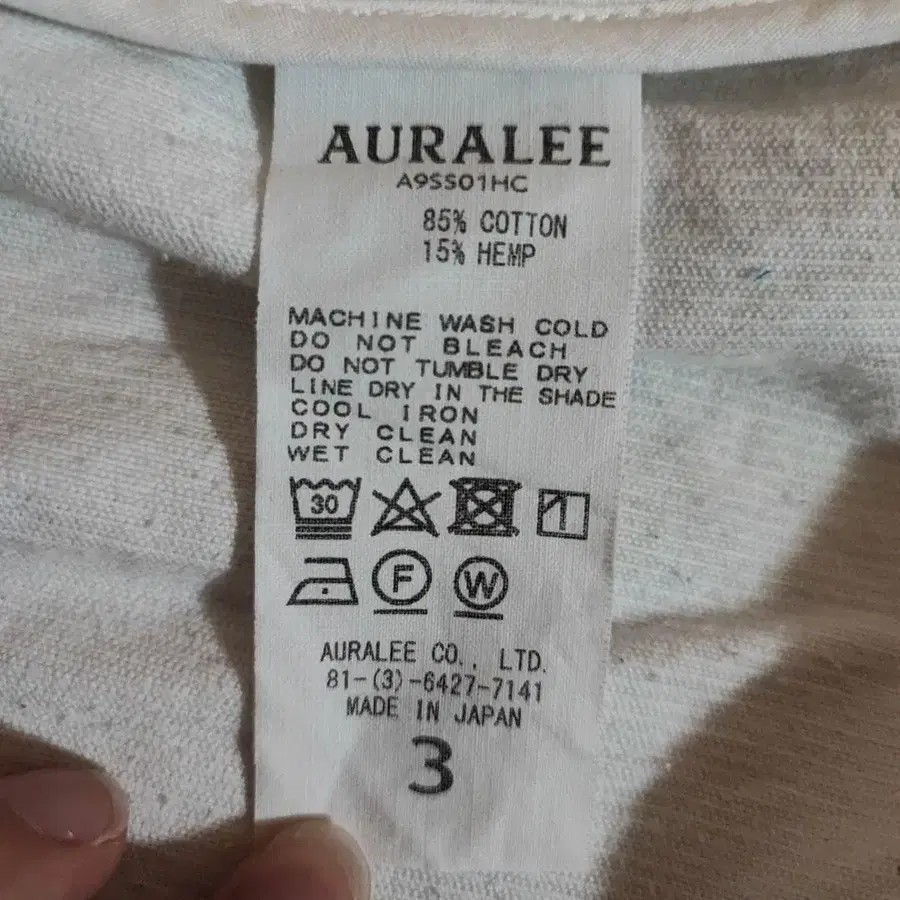 AURALEE
A9SS01HC
85% COTTON
15% HEMP
MACHINE WASH COLD
DO NOT BLEACH
DO NOT TUMBLE DRY
LINE DRY IN THE SHADE
COOL IRON
DRY CLEAN
WET CLEAN
30
F W
AURALEE CO., LTD.
81-(3)-6427-7141
MADE IN JAPAN
3